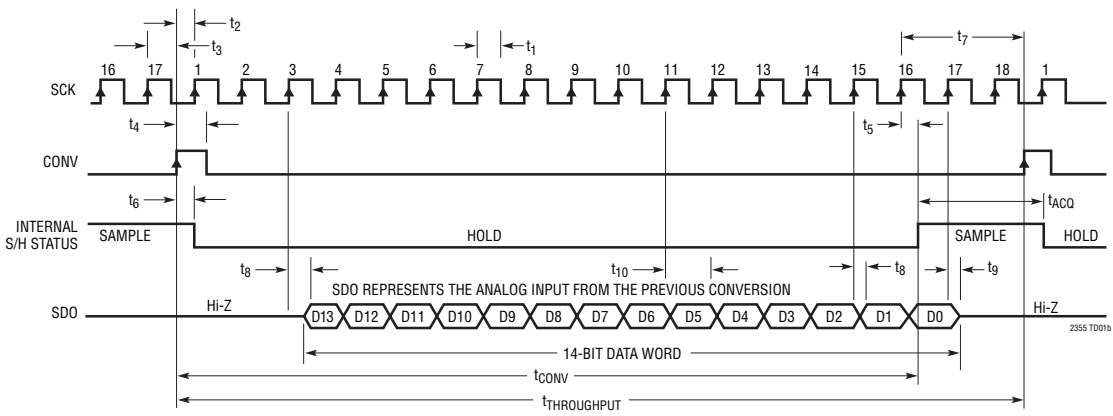 t2
t3 t1 t7
16 17 1 2 3 4 5 6 7 8 9 10 11 12 13 14 15 16 17 18 1
SCK
t4 t5
CONV
t6 tACQ
INTERNAL
S/H STATUS
SAMPLE HOLD SAMPLE HOLD
t8 t10 t8 t9
SDO REPRESENTS THE ANALOG INPUT FROM THE PREVIOUS CONVERSION
SDO Hi-Z D13 D12 D11 D10 D9 D8 D7 D6 D5 D4 D3 D2 D1 D0 Hi-Z
2355 TD01b
14-BIT DATA WORD
tCONV
tTHROUGHPUT